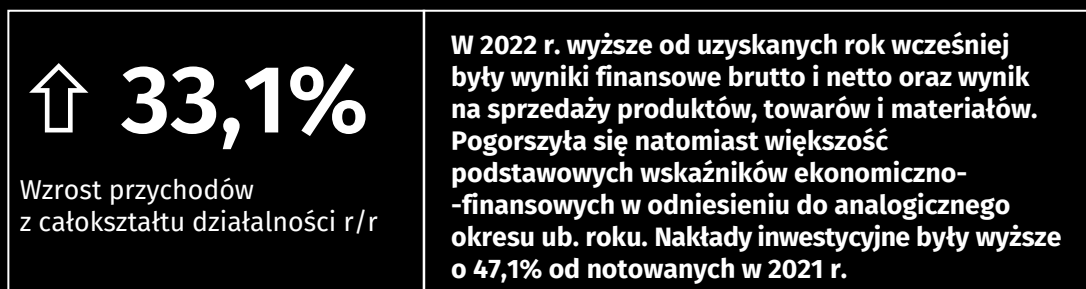 33,1%
Wzrost przychodów
z całokształtu działalności r/r
W 2022 r. wyższe od uzyskanych rok wcześniej
były wyniki finansowe brutto i netto oraz wynik
na sprzedaży produktów, towarów i materiałów.
Pogorszyła się natomiast większość
podstawowych wskaźników ekonomiczno-
-finansowych w odniesieniu do analogicznego
okresu ub. roku. Nakłady inwestycyjne były wyższe
o 47,1% od notowanych w 2021 r.